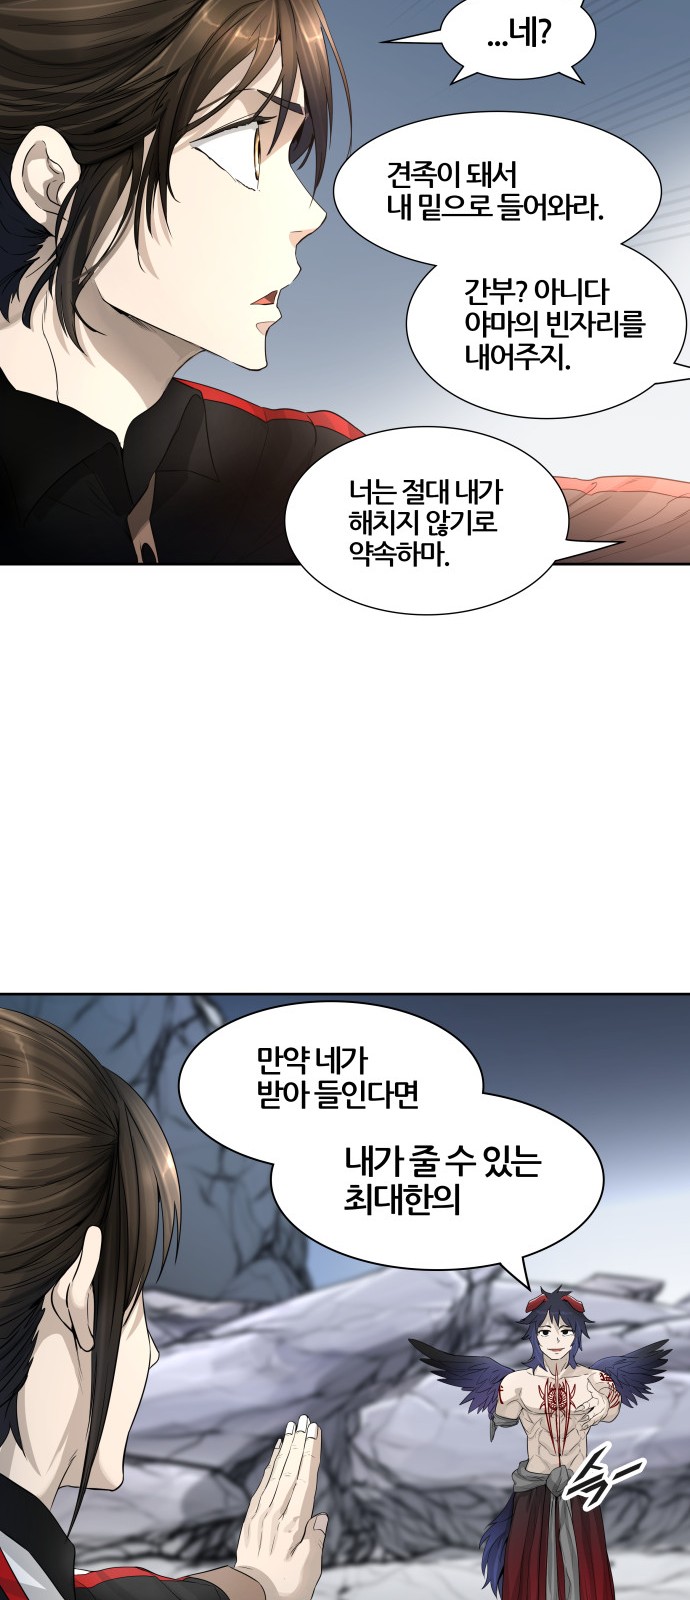 ...네?
견족이 돼서
내 밑으로 들어와라.
간부? 아니다
야마의 빈자리를
내어주지.
너는 절대 내가
해치지 않기로
약속하마.
만약 네가
받아 들인다면
내가 줄 수 있는
최대한의
슥-